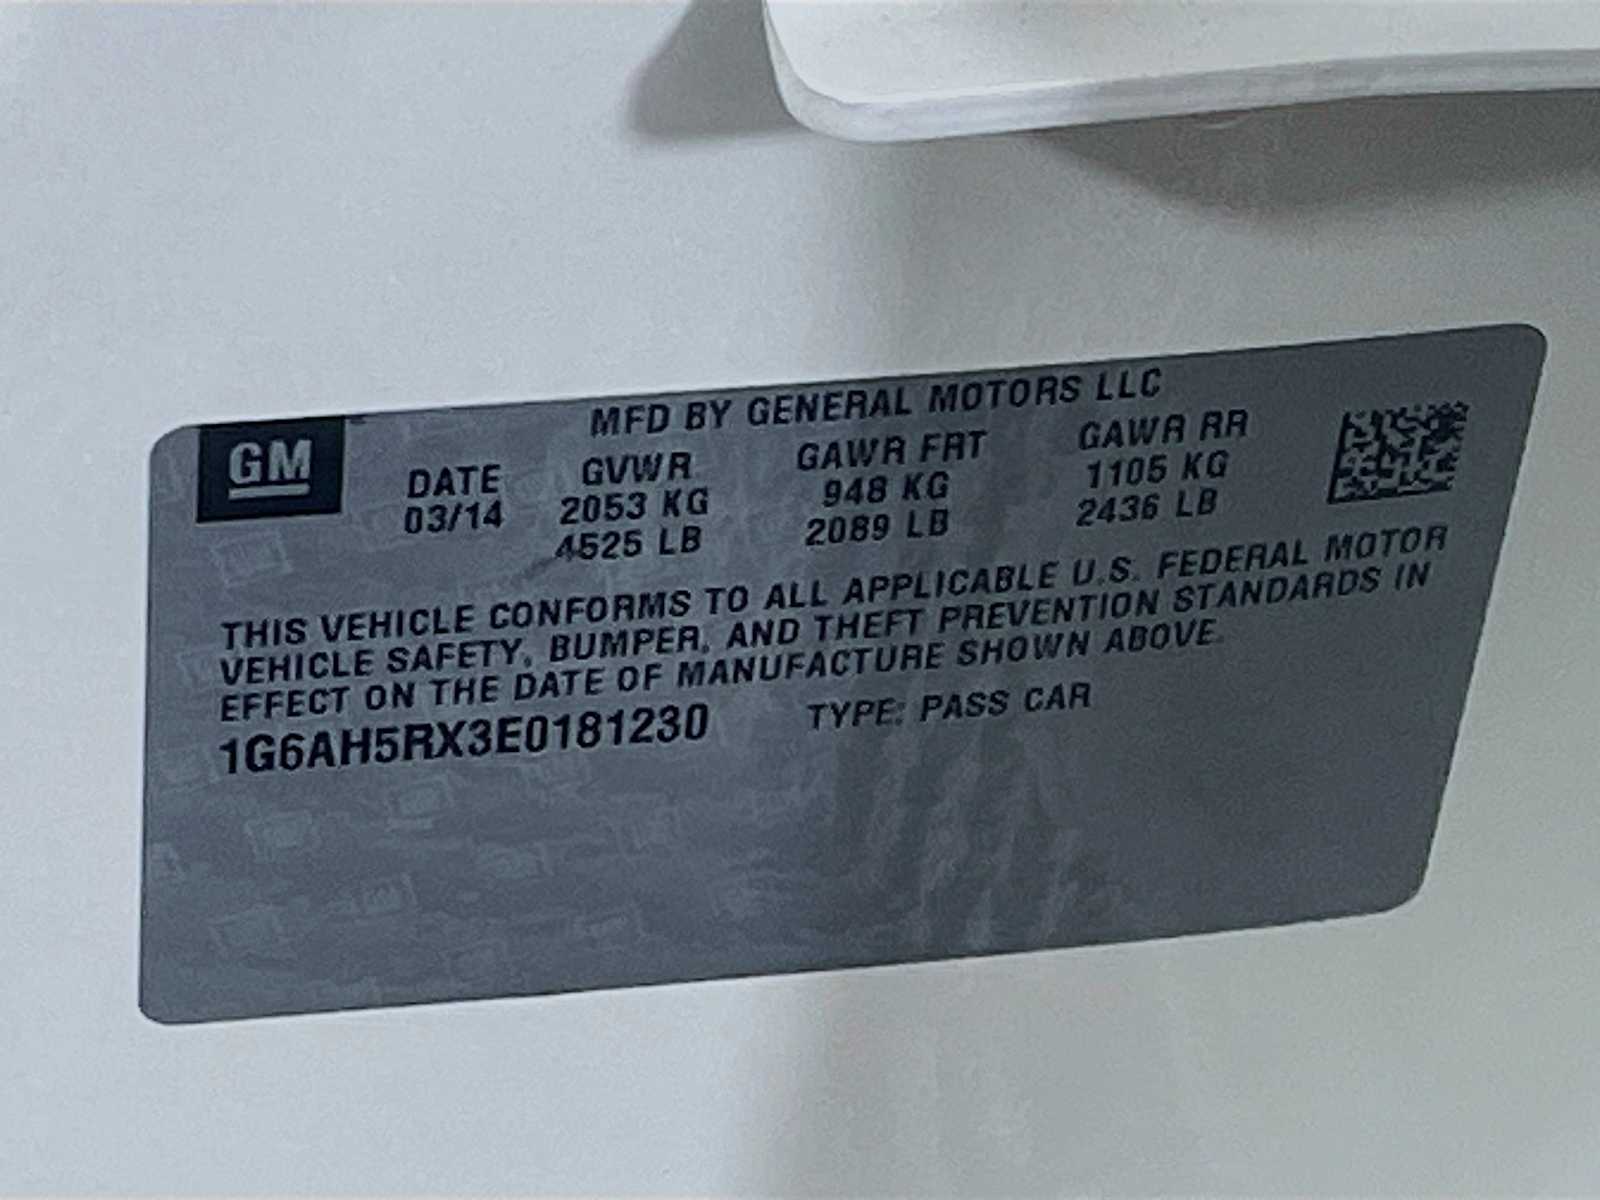 MFD BY GENERAL MOTORS LLC
GM
DATE GVWR GAWR FRT GAWR RR
03/14 2053 KG 948 KG 1105 KG
4525 LB 2089 LB 2436 LB
THIS VEHICLE CONFORMS TO ALL APPLICABLE U.S. FEDERAL MOTOR
VEHICLE SAFETY, BUMPER, AND THEFT PREVENTION STANDARDS IN
EFFECT ON THE DATE OF MANUFACTURE SHOWN ABOVE.
1G6AH5RX3E0181230 TYPE: PASS CAR